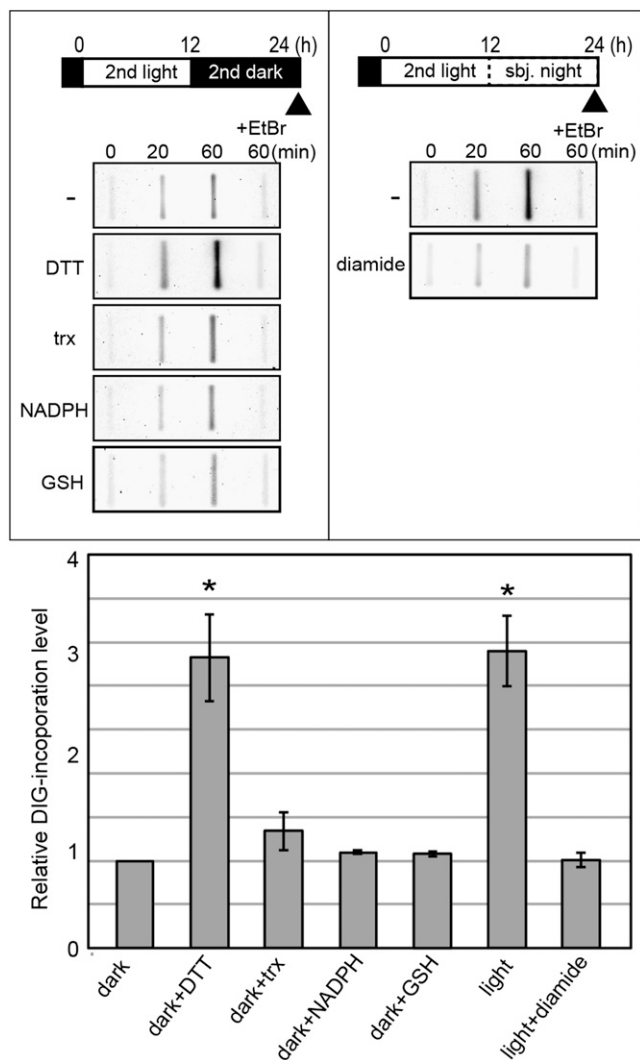 0 12 24 (h)
2nd light 2nd dark
+EtBr
0 20 60 60 (min)
-
DTT
trx
NADPH
GSH
0 12 24 (h)
2nd light sbj. night
+EtBr
0 20 60 60 (min)
-
diamide
Relative DIG-incoporation level
4
3
2
1
0
* *
dark
dark+DTT
dark+trx
dark+NADPH
dark+GSH
light
light+diamide